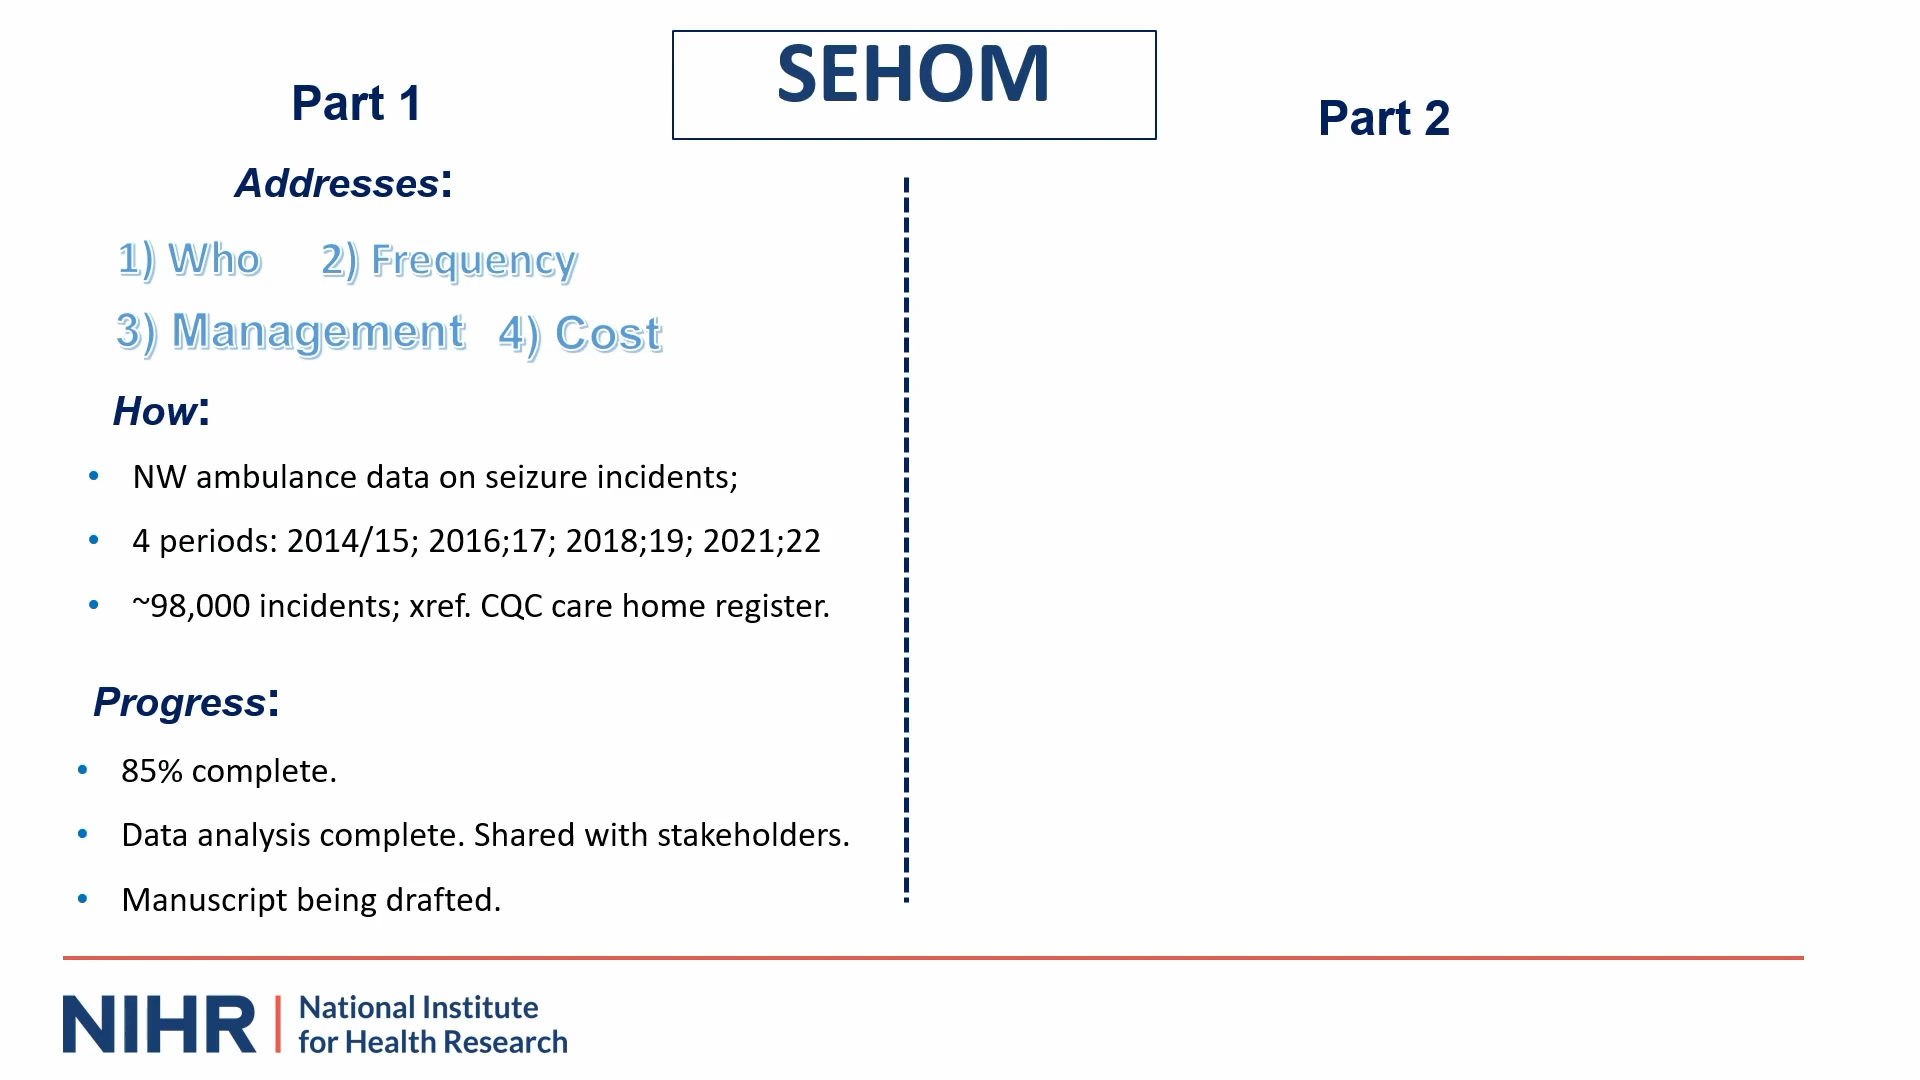 SEHOM
Part 1
Addresses:
1) Who 2) Frequency
3) Management 4) Cost
How:
• NW ambulance data on seizure incidents;
• 4 periods: 2014/15; 2016;17; 2018;19; 2021;22
• ~98,000 incidents; xref. CQC care home register.
Progress:
• 85% complete.
• Data analysis complete. Shared with stakeholders.
• Manuscript being drafted.
Part 2
NIHR | National Institute
for Health Research